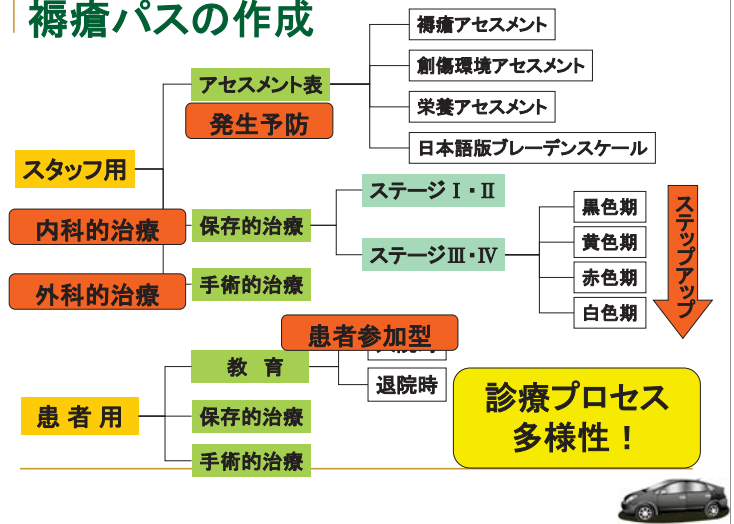 褥瘡パスの作成
褥瘡アセスメント
創傷環境アセスメント
アセスメント表
栄養アセスメント
発生予防
日本語版ブレーデンスケール
スタッフ用
ステージⅠ・Ⅱ
内科的治療
保存的治療
ステージⅢ・Ⅳ
黒色期
黄色期
赤色期
白色期
ステップアップ
外科的治療
手術的治療
患者参加型
教 育
退院時
患 者 用
保存的治療
手術的治療
診療プロセス
多様性！